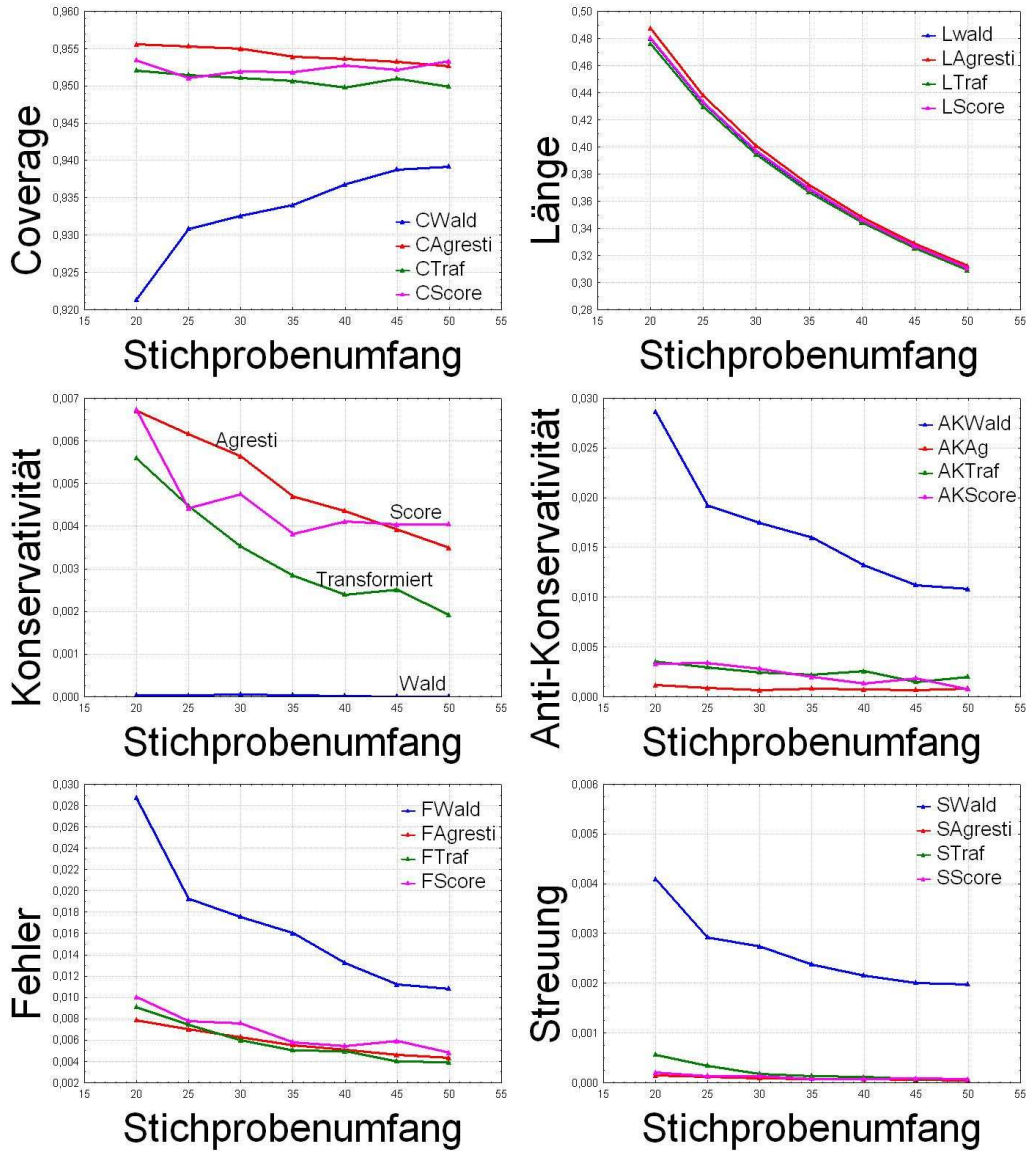 Coverage
0,960
0,955
0,950
0,945
0,940
0,935
0,930
0,925
0,920
CWald
CAgresti
CTraf
CScore
15 20 25 30 35 40 45 50 55
Stichprobenumfang
Länge
0,50
0,48
0,46
0,44
0,42
0,40
0,38
0,36
0,34
0,32
0,30
0,28
Lwald
LAgresti
LTraf
LScore
15 20 25 30 35 40 45 50 55
Stichprobenumfang
Konservativität
0,007
0,006
0,005
0,004
0,003
0,002
0,001
0,000
Agresti
Score
Transformiert
Wald
15 20 25 30 35 40 45 50 55
Stichprobenumfang
Anti-Konservativität
0,030
0,025
0,020
0,015
0,010
0,005
0,000
AKWald
AKAg
AKTraf
AKScore
15 20 25 30 35 40 45 50 55
Stichprobenumfang
Fehler
0,030
0,028
0,026
0,024
0,022
0,020
0,018
0,016
0,014
0,012
0,010
0,008
0,006
0,004
0,002
FWald
FAgresti
FTraf
FScore
15 20 25 30 35 40 45 50 55
Stichprobenumfang
Streuung
0,006
0,005
0,004
0,003
0,002
0,001
0,000
SWald
SAgresti
STraf
SScore
15 20 25 30 35 40 45 50 55
Stichprobenumfang